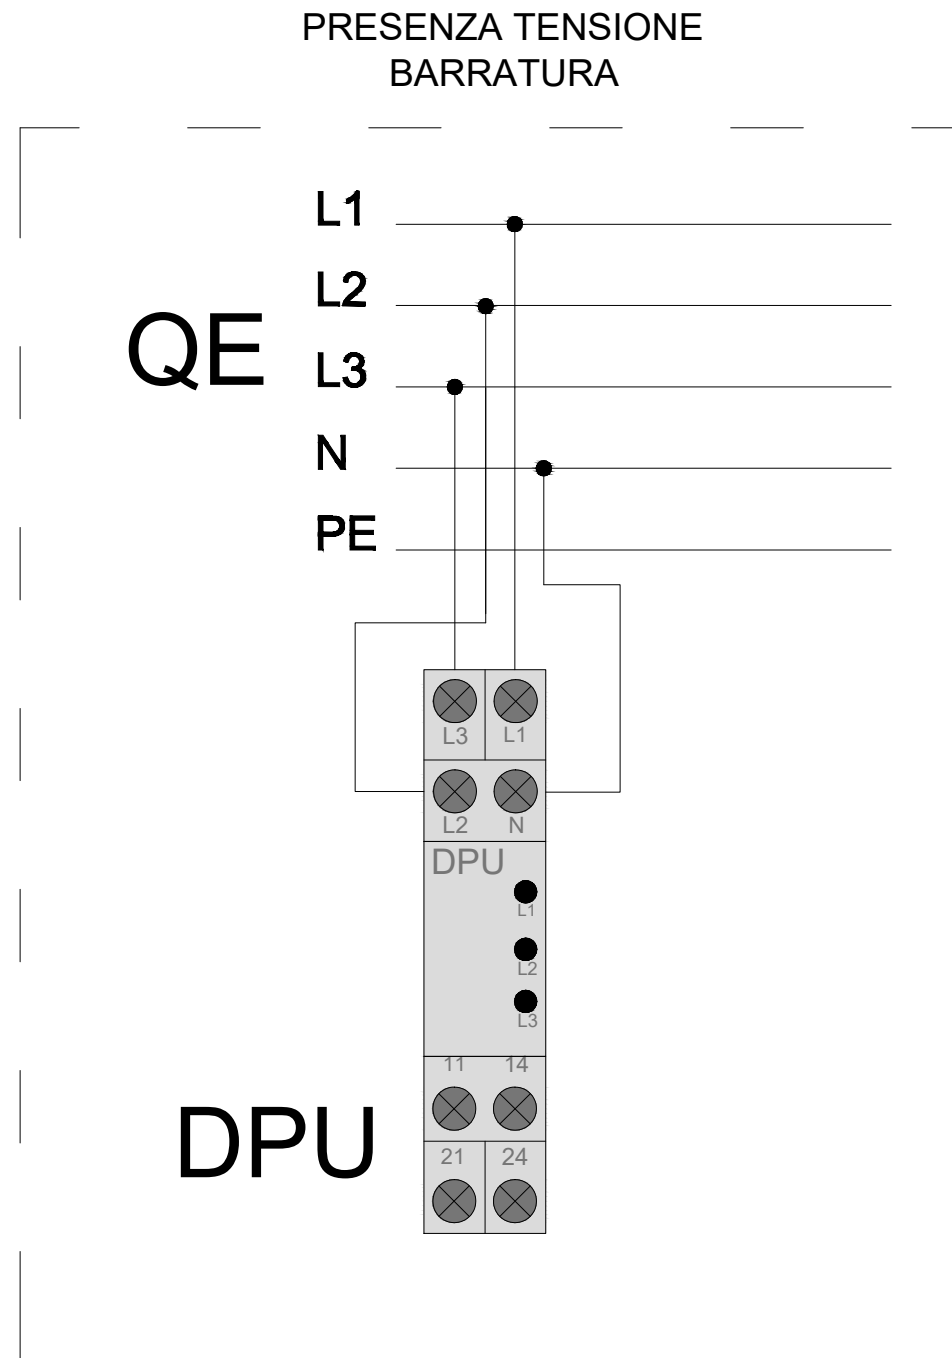 PRESENZA TENSIONE
BARRATURA
L1
L2
QE
L3
N
PE
L3 L1
L2 N
DPU
L1
L2
L3
11 14
DPU
21 24